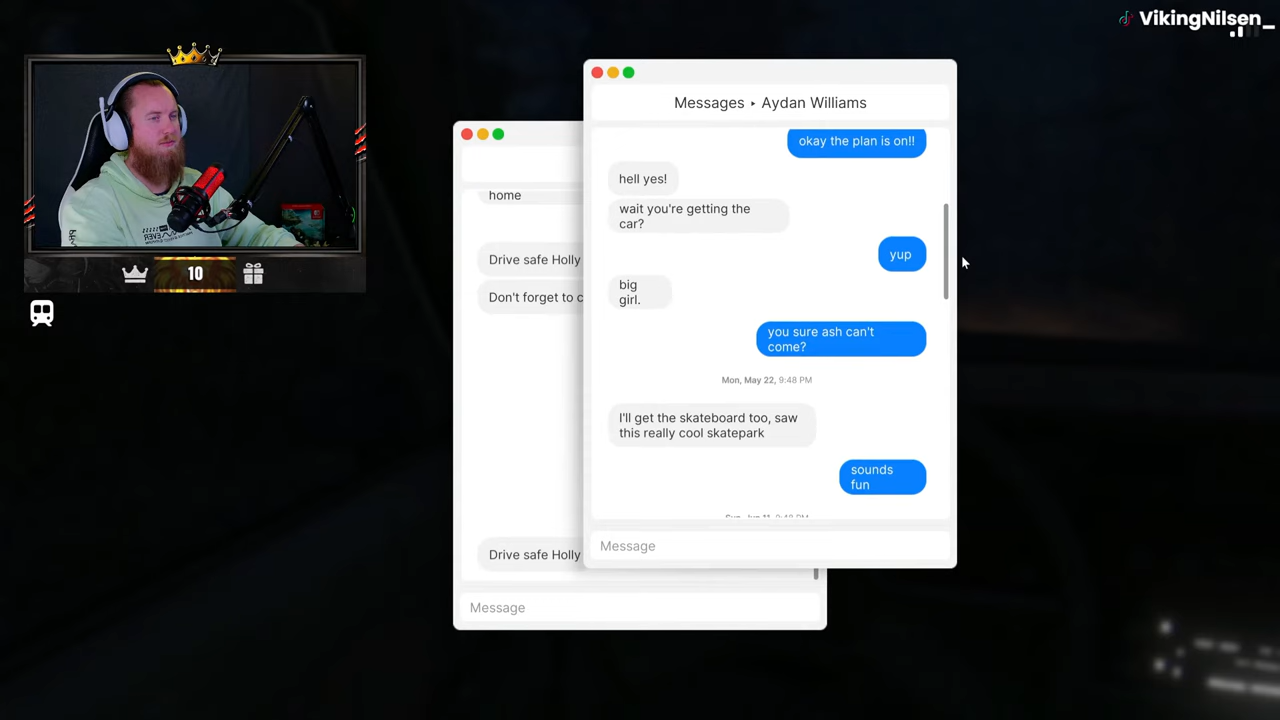 VikingNilsen_
10
Messages ▸ Aydan Williams
okay the plan is on!!
hell yes!
wait you're getting the
car?
yup
big
girl.
you sure ash can't
come?
Mon, May 22, 9:48 PM
I'll get the skateboard too, saw
this really cool skatepark
sounds
fun
Message
home
Drive safe Holly
Don't forget to c
Drive safe Holly
Message